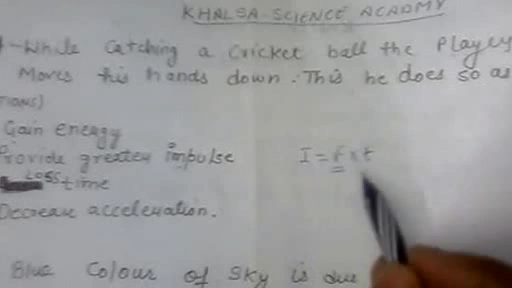 KHALSA SCIENCE ACADEMY
- While Catching a Cricket ball the Player
Moves his hands down. This he does so as
Gain energy
Provide greater impulse I = F x t
Loss time
Decrease acceleration.
Blue Colour of Sky is due